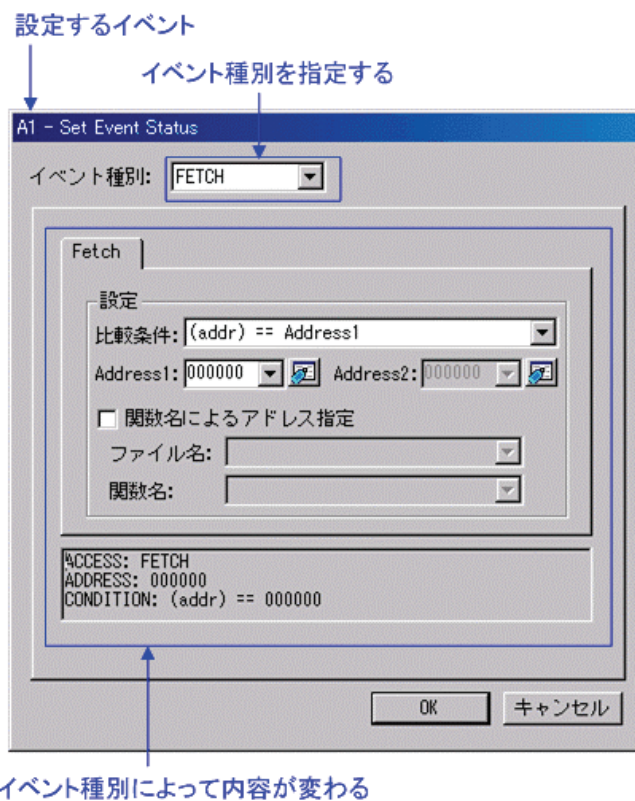 設定するイベント
イベント種別を指定する
A1 - Set Event Status
イベント種別: FETCH
Fetch
設定
比較条件: (addr) == Address1
Address1: 000000 Address2: 000000
関数名によるアドレス指定
ファイル名:
関数名:
ACCESS: FETCH
ADDRESS: 000000
CONDITION: (addr) == 000000
OK キャンセル
イベント種別によって内容が変わる